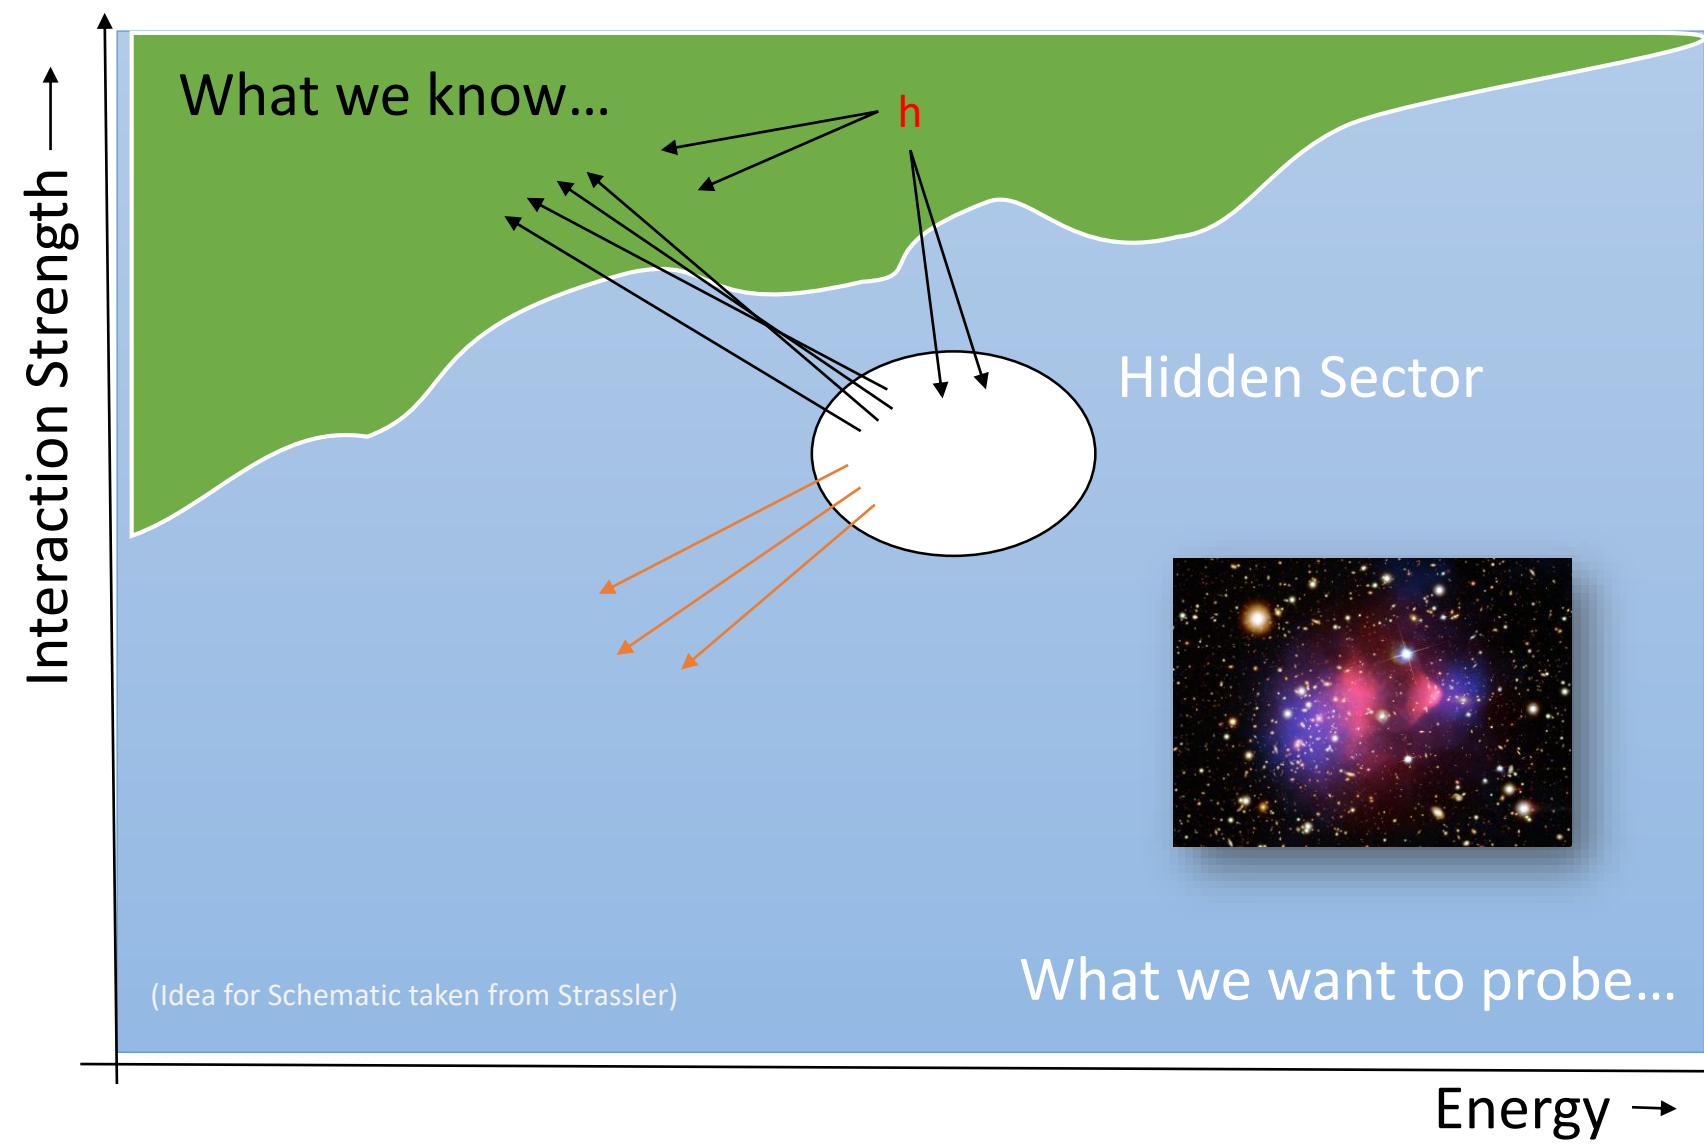 What we know...
h
Interaction Strength
Hidden Sector
What we want to probe...
(Idea for Schematic taken from Strassler)
Energy